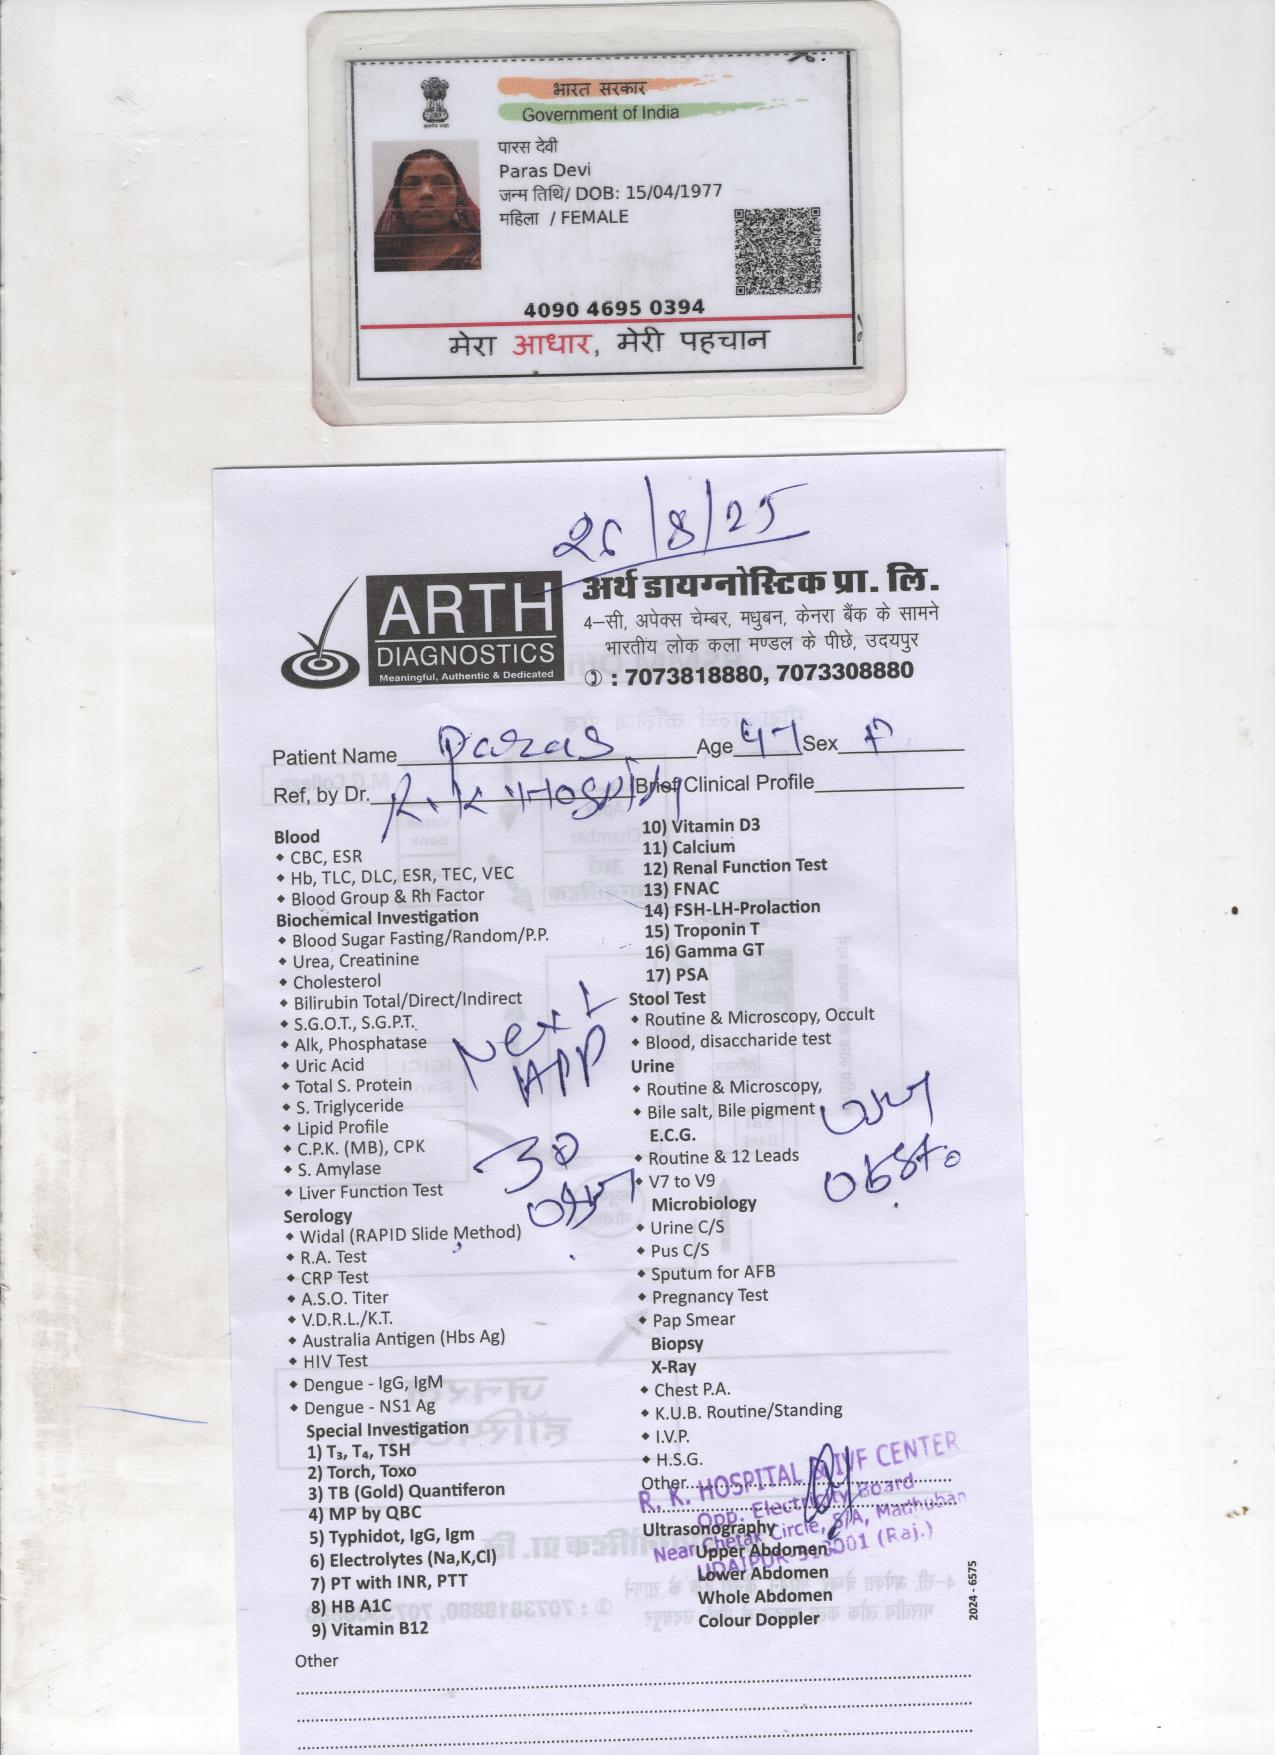 भारत सरकार
Government of India
पारस देवी
Paras Devi
जन्म तिथि/ DOB: 15/04/1977
महिला / FEMALE
4090 4695 0394
मेरा आधार, मेरी पहचान
26/8/25
ARTH
DIAGNOSTICS
Meaningful, Authentic & Dedicated
अर्थ डायग्नोस्टिक प्रा. लि.
4–सी, अपेक्स चेम्बर, मधुबन, केनरा बैंक के सामने
भारतीय लोक कला मण्डल के पीछे, उदयपुर
: 7073818880, 7073308880
Patient Name Paras Age 47 Sex F
Ref, by Dr. R.K Hospital Brief Clinical Profile
Blood
CBC, ESR
Hb, TLC, DLC, ESR, TEC, VEC
Blood Group & Rh Factor
Biochemical Investigation
Blood Sugar Fasting/Random/P.P.
Urea, Creatinine
Cholesterol
Bilirubin Total/Direct/Indirect
S.G.O.T., S.G.P.T.
Alk, Phosphatase
Uric Acid
Total S. Protein
S. Triglyceride
Lipid Profile
C.P.K. (MB), CPK
S. Amylase
Liver Function Test
Serology
Widal (RAPID Slide Method)
R.A. Test
CRP Test
A.S.O. Titer
V.D.R.L./K.T.
Australia Antigen (Hbs Ag)
HIV Test
Dengue - IgG, IgM
Dengue - NS1 Ag
Special Investigation
1) T₃, T₄, TSH
2) Torch, Toxo
3) TB (Gold) Quantiferon
4) MP by QBC
5) Typhidot, IgG, Igm
6) Electrolytes (Na,K,Cl)
7) PT with INR, PTT
8) HB A1C
9) Vitamin B12
Other
Next
APP
30
10) Vitamin D3
11) Calcium
12) Renal Function Test
13) FNAC
14) FSH-LH-Prolaction
15) Troponin T
16) Gamma GT
17) PSA
Stool Test
Routine & Microscopy, Occult
Blood, disaccharide test
Urine
Routine & Microscopy,
Bile salt, Bile pigment
E.C.G.
Routine & 12 Leads
V7 to V9
Microbiology
Urine C/S
Pus C/S
Sputum for AFB
Pregnancy Test
Pap Smear
Biopsy
X-Ray
Chest P.A.
K.U.B. Routine/Standing
I.V.P.
H.S.G.
Other
Ultrasonography
Upper Abdomen
Lower Abdomen
Whole Abdomen
Colour Doppler
R. K. HOSPITAL & IVF CENTER
Opp. Electricity Board
Near Chetak Circle, 5/A, Madhuban
UDAIPUR-313001 (Raj.)
2024 - 6575